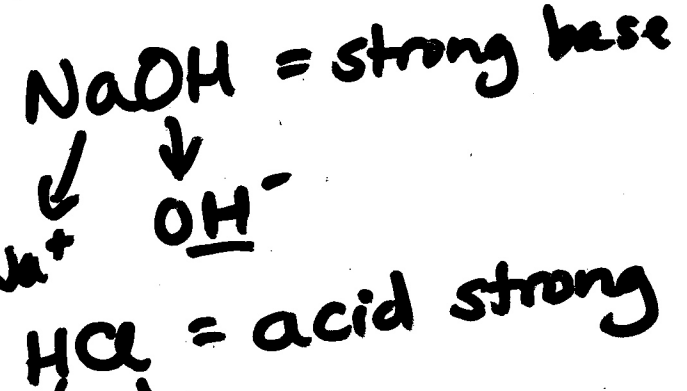 NaOH = strong base
Na⁺ OH⁻
HCl = acid strong